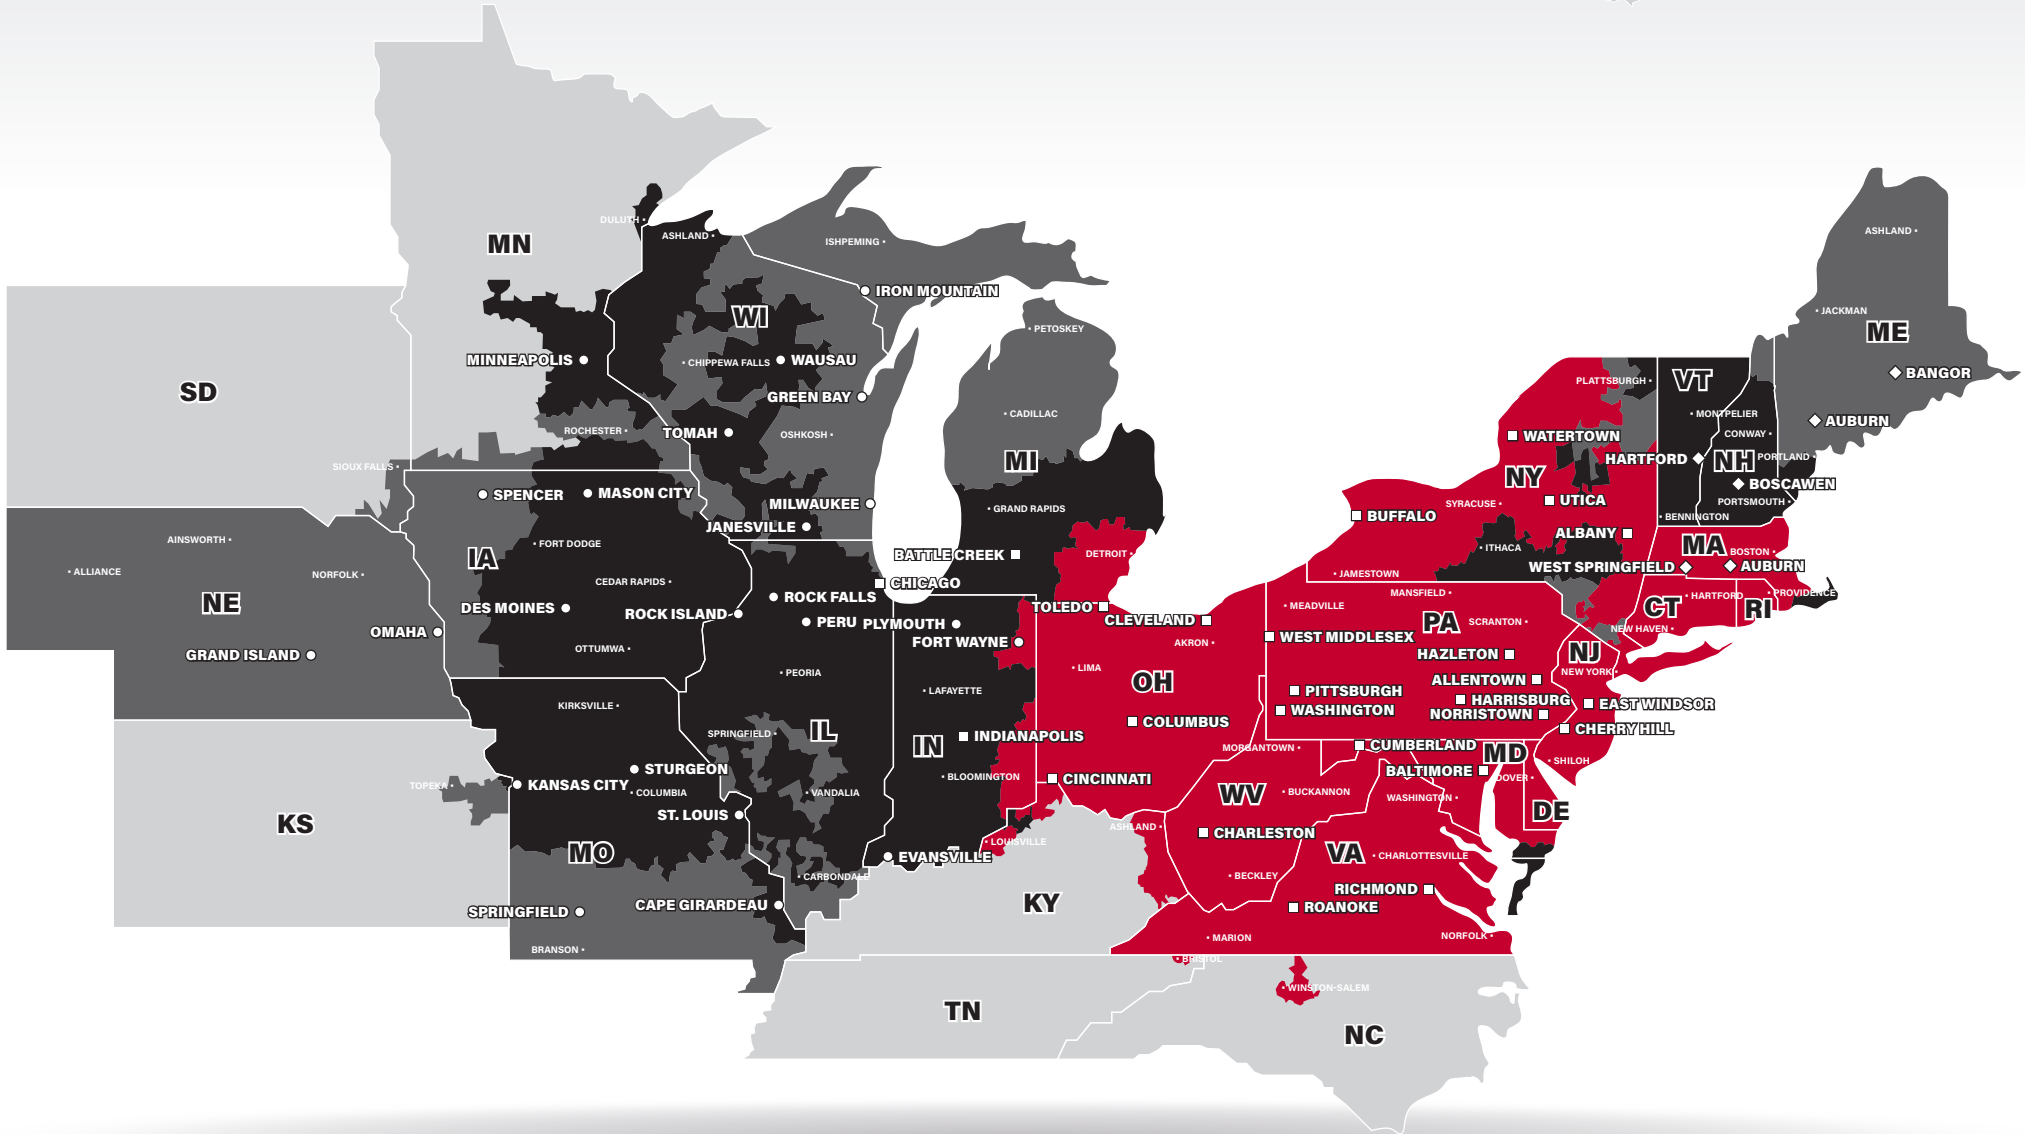 ASHLAND
DULUTH
ASHLAND
MN
ISHPEMING
IRON MOUNTAIN
JACKMAN
WI
PETOSKEY
ME
MINNEAPOLIS
CHIPPEWA FALLS
WAUSAU
BANGOR
PLATTSBURGH
VT
SD
GREEN BAY
CADILLAC
MONTPELIER
AUBURN
ROCHESTER
TOMAH
OSHKOSH
WATERTOWN
CONWAY
SIOUX FALLS
MI
HARTFORD
NH
PORTLAND
NY
SPENCER
MASON CITY
BOSCAWEN
MILWAUKEE
GRAND RAPIDS
SYRACUSE
UTICA
PORTSMOUTH
BUFFALO
BENNINGTON
JANESVILLE
ALBANY
AINSWORTH
FORT DODGE
MA
BOSTON
IA
BATTLE CREEK
DETROIT
ITHACA
ALLIANCE
NORFOLK
JAMESTOWN
WEST SPRINGFIELD
AUBURN
CEDAR RAPIDS
CHICAGO
MANSFIELD
HARTFORD
PROVIDENCE
NE
DES MOINES
ROCK ISLAND
ROCK FALLS
TOLEDO
MEADVILLE
CT
RI
OMAHA
PERU
PLYMOUTH
CLEVELAND
PA
SCRANTON
NEW HAVEN
FORT WAYNE
AKRON
WEST MIDDLESEX
GRAND ISLAND
OTTUMWA
HAZLETON
NJ
PEORIA
LIMA
NEW YORK
OH
ALLENTOWN
LAFAYETTE
PITTSBURGH
HARRISBURG
KIRKSVILLE
WASHINGTON
NORRISTOWN
EAST WINDSOR
COLUMBUS
SPRINGFIELD
IL
IN
INDIANAPOLIS
CHERRY HILL
MORGANTOWN
CUMBERLAND
MD
SHILOH
STURGEON
BALTIMORE
TOPEKA
KANSAS CITY
COLUMBIA
VANDALIA
BLOOMINGTON
CINCINNATI
DOVER
WV
BUCKANNON
WASHINGTON
KS
ST. LOUIS
ASHLAND
CHARLESTON
DE
MO
LOUISVILLE
VA
CHARLOTTESVILLE
EVANSVILLE
CARBONDALE
BECKLEY
SPRINGFIELD
CAPE GIRARDEAU
KY
RICHMOND
ROANOKE
BRANSON
MARION
NORFOLK
BRISTOL
WINSTON-SALEM
TN
NC